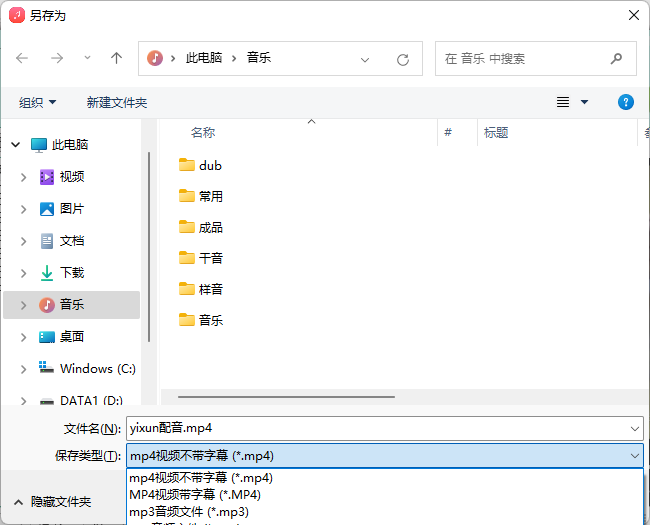 另存为
此电脑 音乐
在 音乐 中搜索
组织 新建文件夹
名称 # 标题
此电脑
视频
图片
文档
下载
音乐
桌面
Windows (C:)
DATA1 (D:)
dub
常用
成品
干音
样音
音乐
文件名(N): yixun配音.mp4
保存类型(T): mp4视频不带字幕 (*.mp4)
mp4视频不带字幕 (*.mp4)
MP4视频带字幕 (*.MP4)
mp3音频文件 (*.mp3)
隐藏文件夹